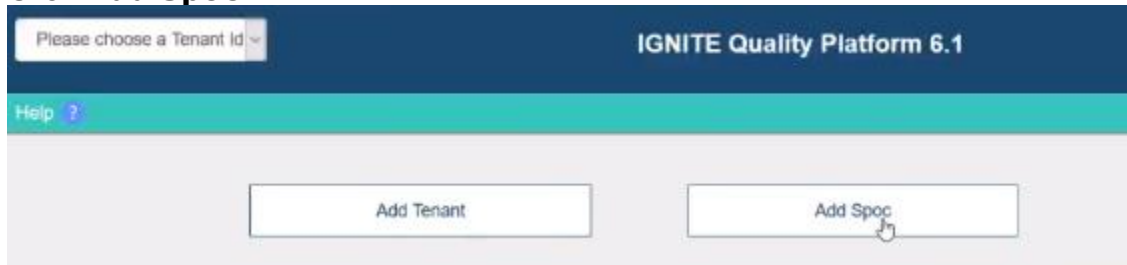 Please choose a Tenant Id
IGNITE Quality Platform 6.1
Help ?
Add Tenant
Add Spoc